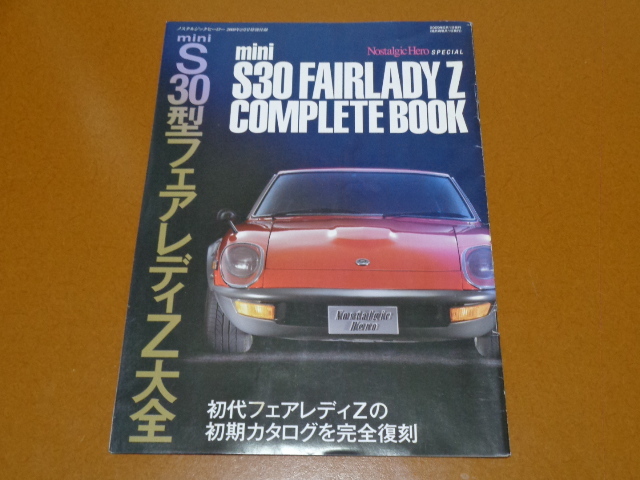 mini
S30型フェアレディZ大全
Nostalgic Hero SPECIAL
mini
S30 FAIRLADY Z
COMPLETE BOOK
Nostalgic
Hero
初代フェアレディZの
初期カタログを完全復刻